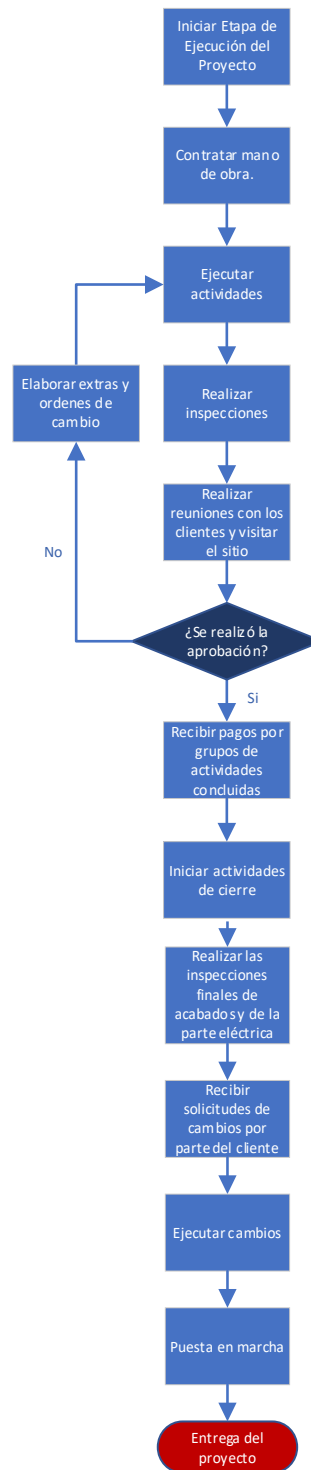 Iniciar Etapa de
Ejecución del
Proyecto
Contratar mano
de obra.
Ejecutar
actividades
Elaborar extras y
ordenes de
cambio
Realizar
inspecciones
Realizar
reuniones con los
clientes y visitar
el sitio
No
¿Se realizó la
aprobación?
Si
Recibir pagos por
grupos de
actividades
concluidas
Iniciar actividades
de cierre
Realizar las
inspecciones
finales de
acabados y de la
parte eléctrica
Recibir
solicitudes de
cambios por
parte del cliente
Ejecutar cambios
Puesta en marcha
Entrega del
proyecto